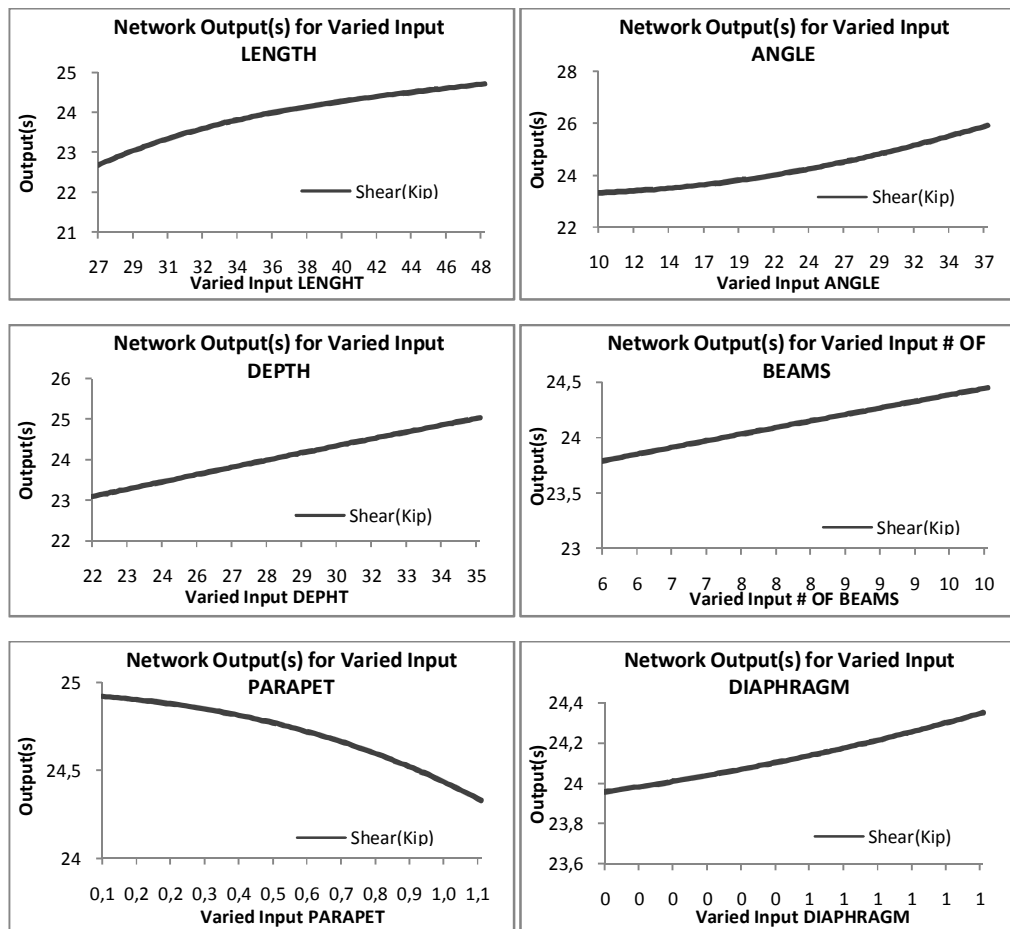 Network Output(s) for Varied Input
LENGTH
25
24
23
22
21
Output(s)
Shear(Kip)
27 29 31 32 34 36 38 40 42 44 46 48
Varied Input LENGHT
Network Output(s) for Varied Input
ANGLE
28
26
24
22
Output(s)
Shear(Kip)
10 12 14 17 19 22 24 27 29 32 34 37
Varied Input ANGLE
Network Output(s) for Varied Input
DEPTH
26
25
24
23
22
Output(s)
Shear(Kip)
22 23 24 26 27 28 29 30 32 33 34 35
Varied Input DEPHT
Network Output(s) for Varied Input # OF
BEAMS
24,5
24
23,5
23
Output(s)
Shear(Kip)
6 6 7 7 8 8 8 9 9 9 10 10
Varied Input # OF BEAMS
Network Output(s) for Varied Input
PARAPET
25
24,5
24
Output(s)
Shear(Kip)
0,1 0,2 0,2 0,3 0,4 0,5 0,6 0,7 0,8 0,9 1,0 1,1
Varied Input PARAPET
Network Output(s) for Varied Input
DIAPHRAGM
24,4
24,2
24
23,8
23,6
Output(s)
Shear(Kip)
0 0 0 0 0 0 1 1 1 1 1 1
Varied Input DIAPHRAGM